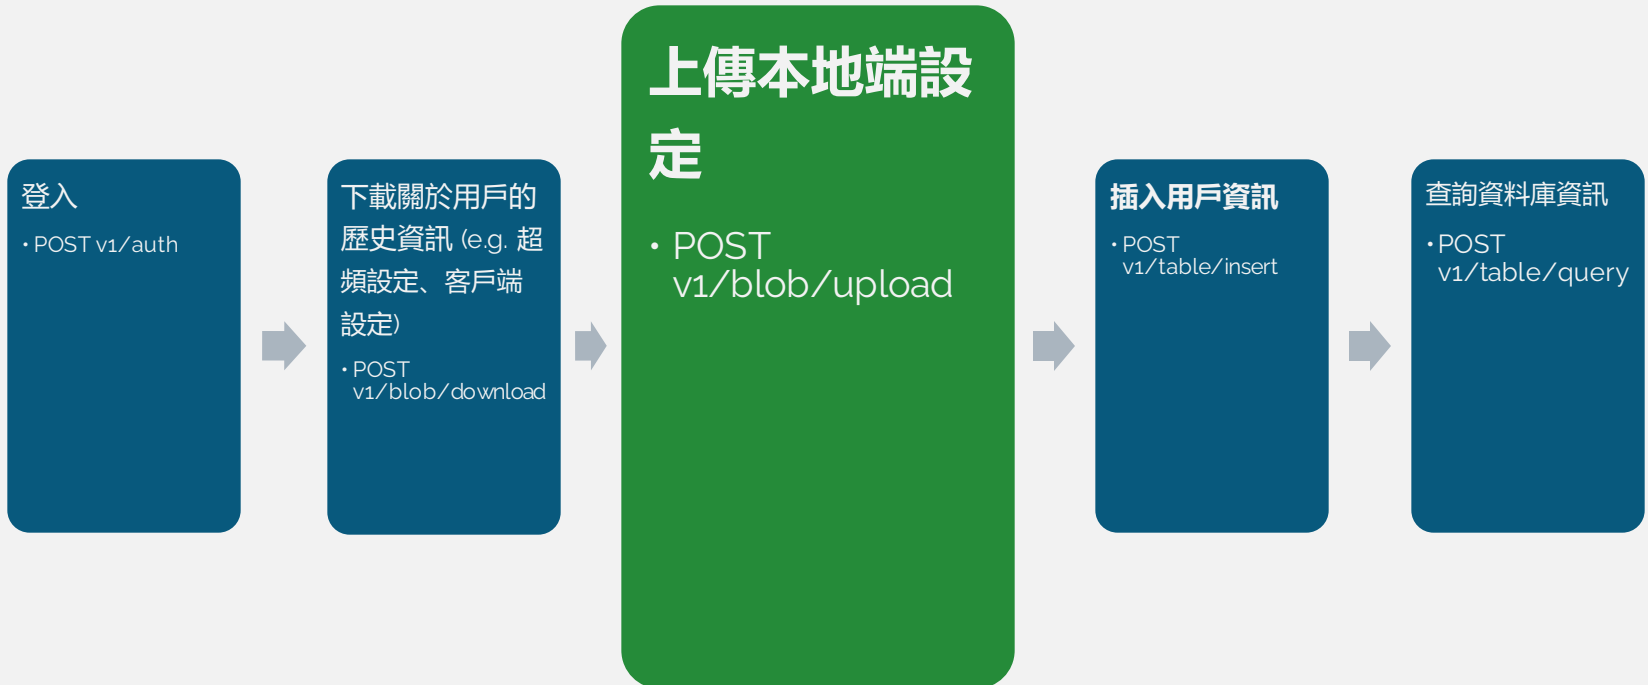 登入
• POST v1/auth
下載關於用戶的
歷史資訊 (e.g. 超
頻設定、客戶端
設定)
• POST
v1/blob/download
上傳本地端設
定
• POST
v1/blob/upload
插入用戶資訊
• POST
v1/table/insert
查詢資料庫資訊
• POST
v1/table/query